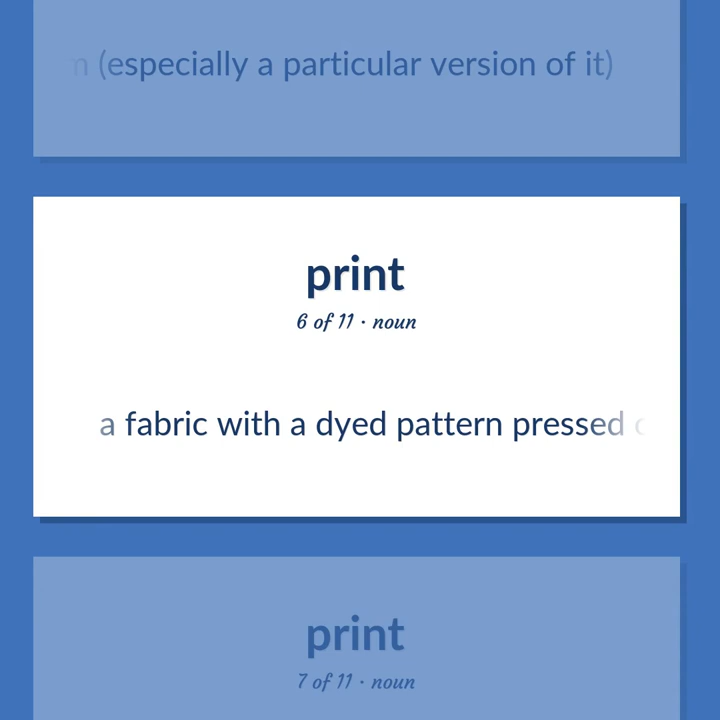 (especially a particular version of it)
print
6 of 11 · noun
a fabric with a dyed pattern pressed
print
7 of 11 · noun